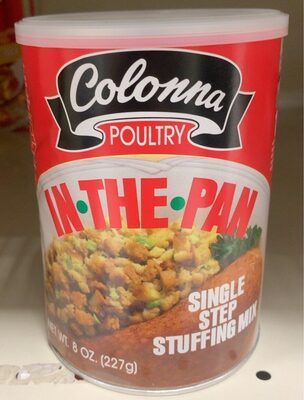 Colonna
POULTRY
IN•THE•PAN
SINGLE
STEP
STUFFING MIX
NET WT. 8 OZ. (227g)